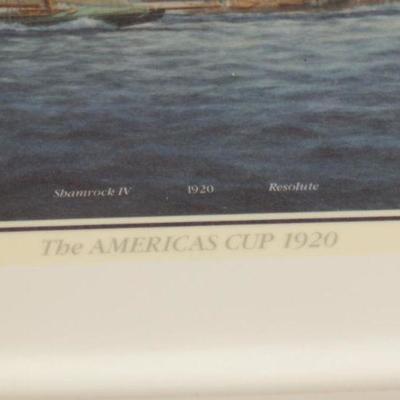 Shamrock IV 1920 Resolute
The AMERICAS CUP 1920